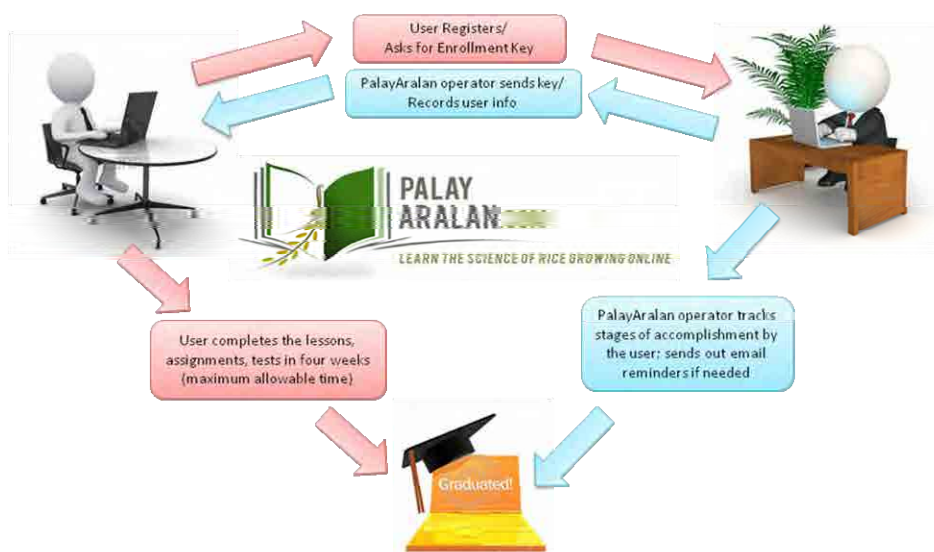 User Registers/
Asks for Enrollment Key
PalayAralan operator sends key/
Records user info
PALAY
ARALAN
LEARN THE SCIENCE OF RICE GROWING ONLINE
User completes the lessons,
assignments, tests in four weeks
(maximum allowable time)
PalayAralan operator tracks
stages of accomplishment by
the user; sends out email
reminders if needed
Graduated!